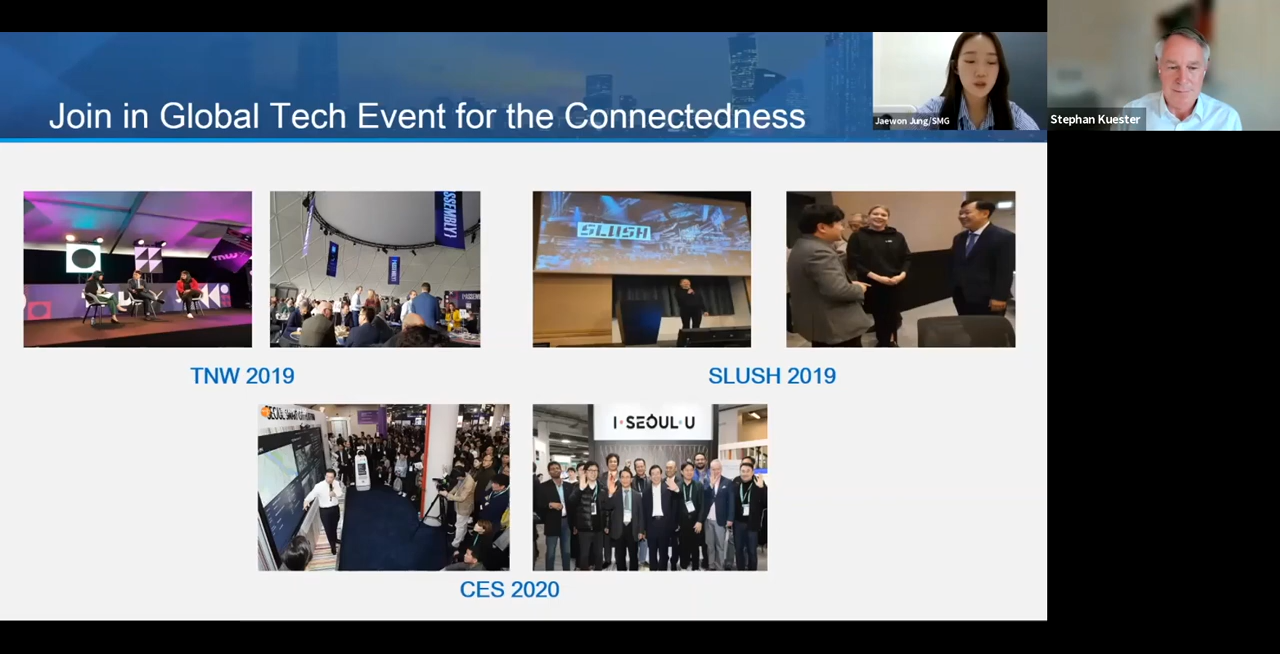 Join in Global Tech Event for the Connectedness
Jaewon Jung/SMG
Stephan Kuester
TNW
SLUSH
TNW 2019
SLUSH 2019
I·SEOUL·U
CES 2020